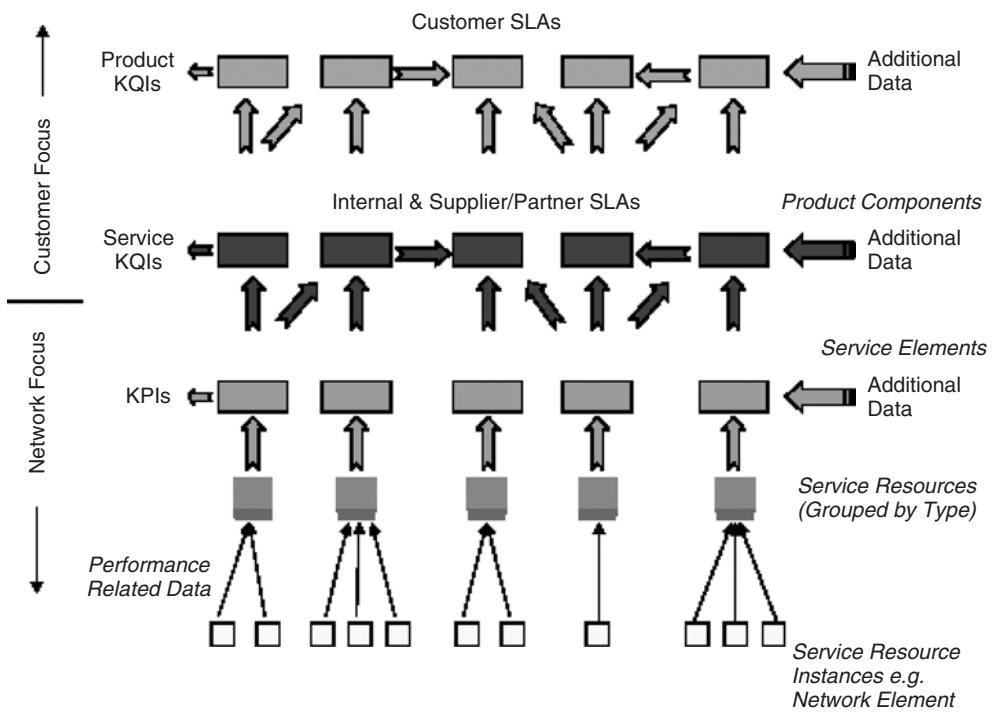 Customer SLAs
Product
KQIs
Additional
Data
Customer Focus
Internal & Supplier/Partner SLAs
Product Components
Service
KQIs
Additional
Data
Network Focus
Service Elements
KPIs
Additional
Data
Service Resources
(Grouped by Type)
Performance
Related Data
Service Resource
Instances e.g.
Network Element